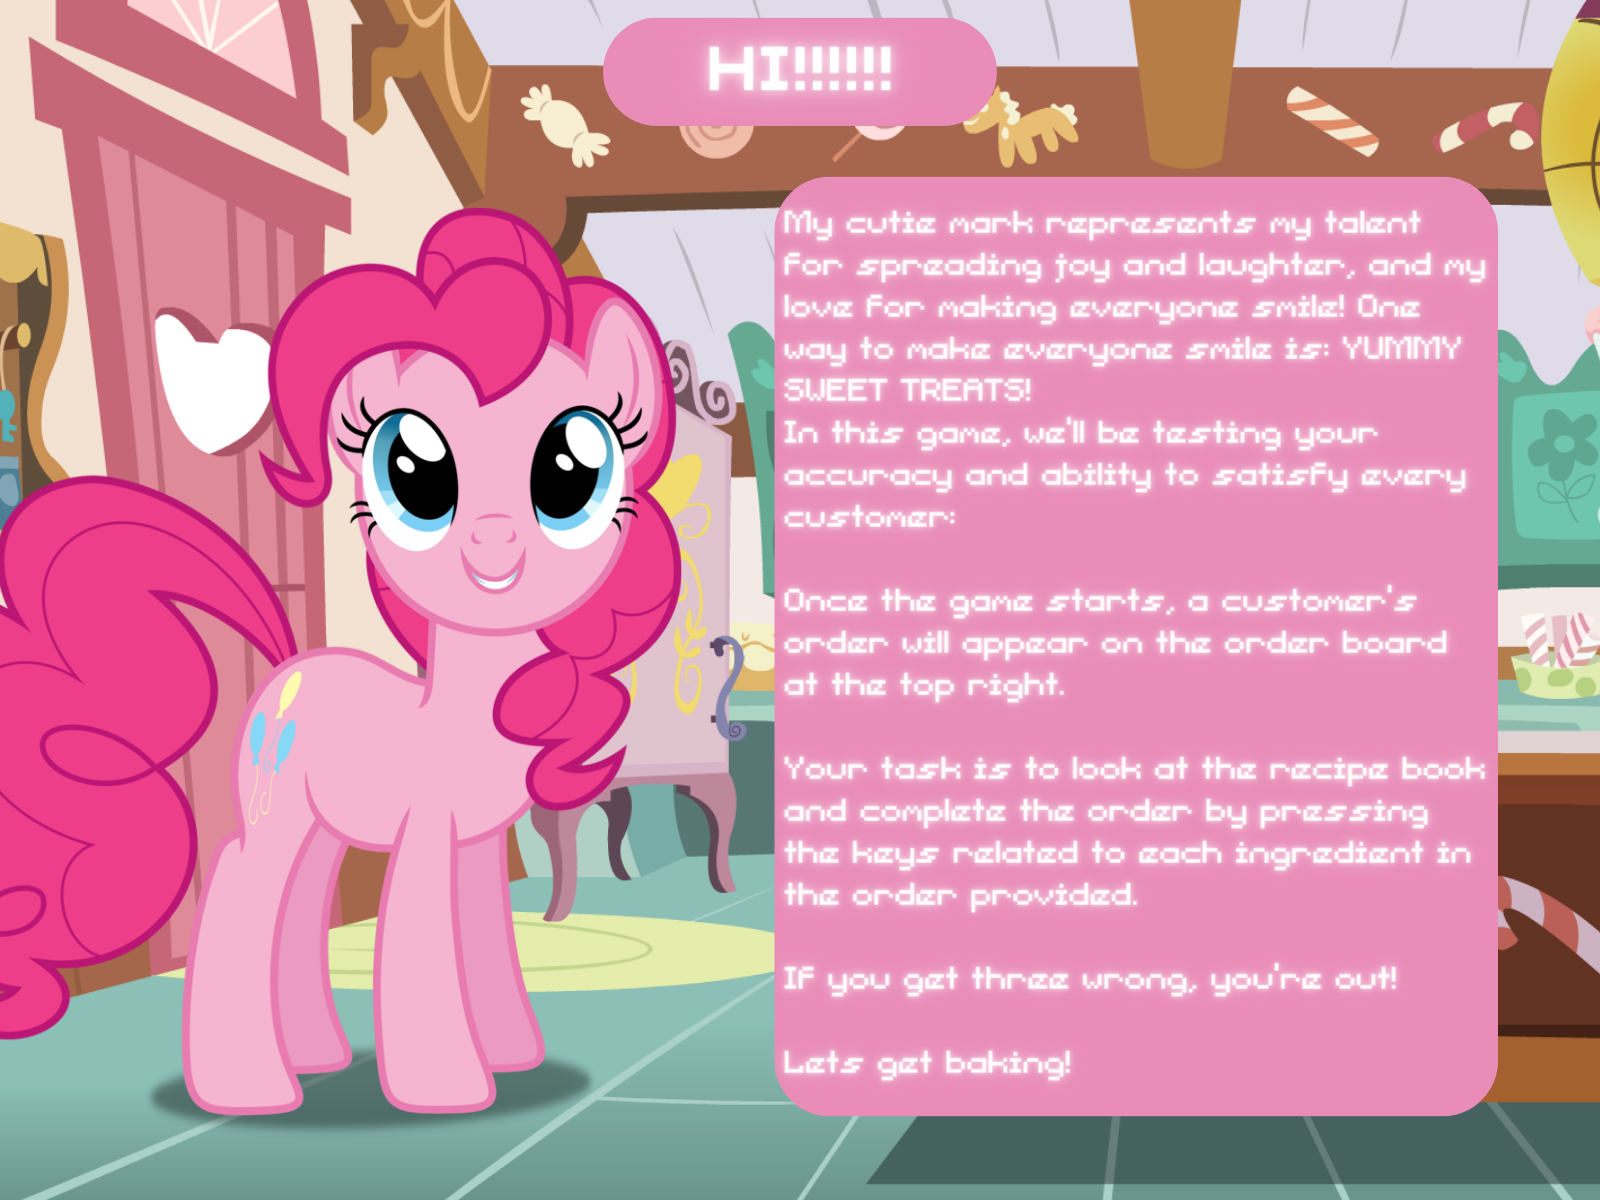 HI!!!!!!
My cutie mark represents my talent
for spreading joy and laughter, and my
love for making everyone smile! One
way to make everyone smile is: YUMMY
SWEET TREATS!
In this game, we'll be testing your
accuracy and ability to satisfy every
customer:
Once the game starts, a customer's
order will appear on the order board
at the top right.
Your task is to look at the recipe book
and complete the order by pressing
the keys related to each ingredient in
the order provided.
If you get three wrong, you're out!
Lets get baking!